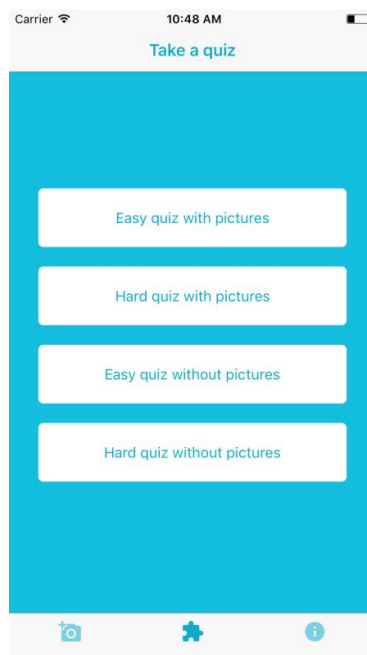 Carrier 10:48 AM
Take a quiz
Easy quiz with pictures
Hard quiz with pictures
Easy quiz without pictures
Hard quiz without pictures